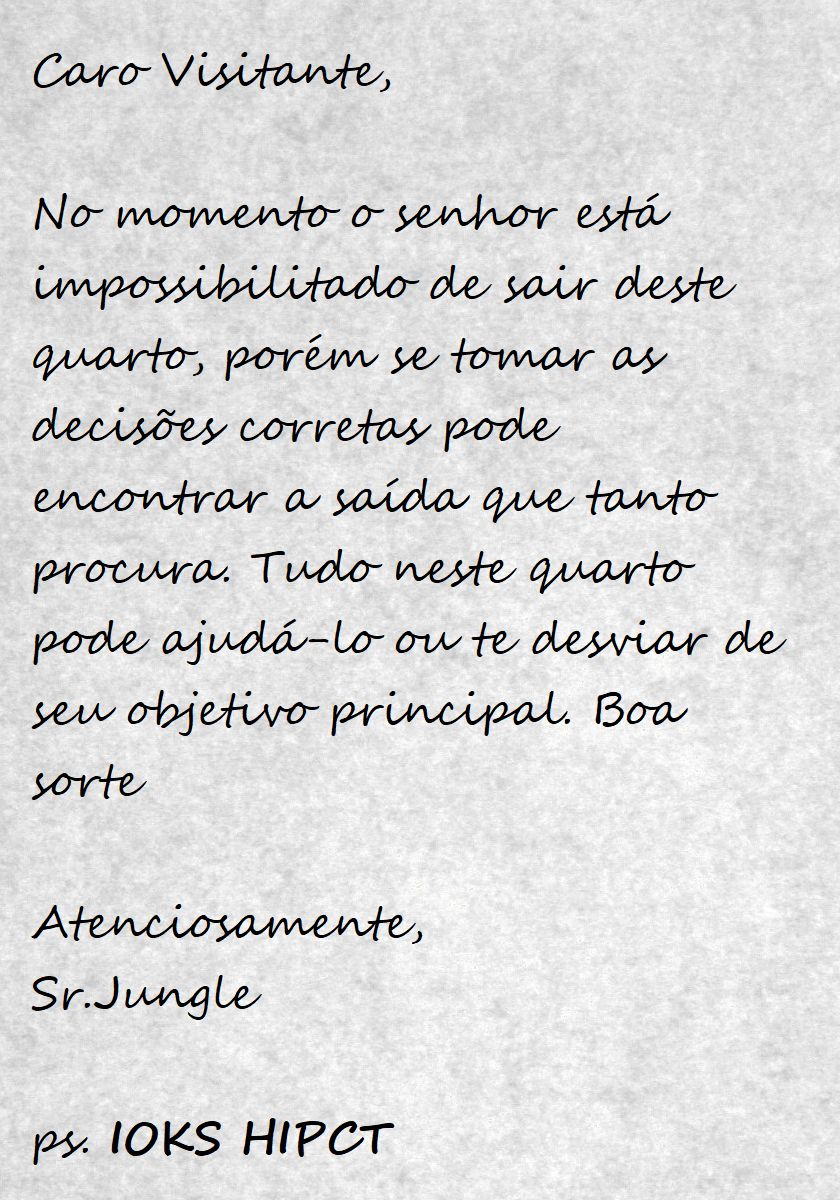 Caro Visitante,
No momento o senhor está
impossibilitado de sair deste
quarto, porém se tomar as
decisões corretas pode
encontrar a saída que tanto
procura. Tudo neste quarto
pode ajudá-lo ou te desviar de
seu objetivo principal. Boa
sorte
Atenciosamente,
Sr.Jungle
ps. IOKS HIPCT